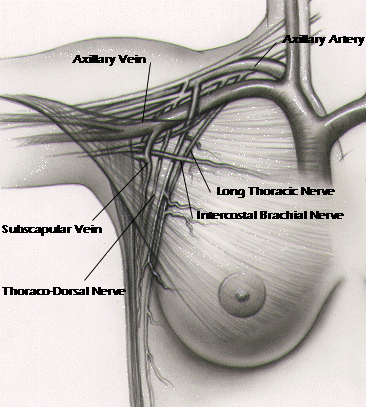 Axillary Artery
Axillary Vein
Long Thoracic Nerve
Intercostal Brachial Nerve
Subscapular Vein
Thoraco-Dorsal Nerve